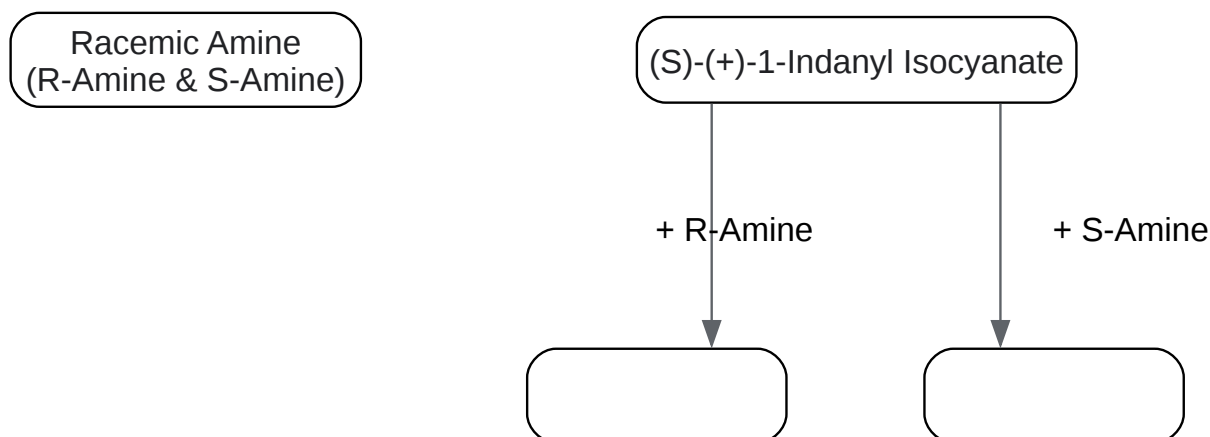 Racemic Amine
(R-Amine & S-Amine)
(S)-(+)-1-Indanyl Isocyanate
+ R-Amine
+ S-Amine